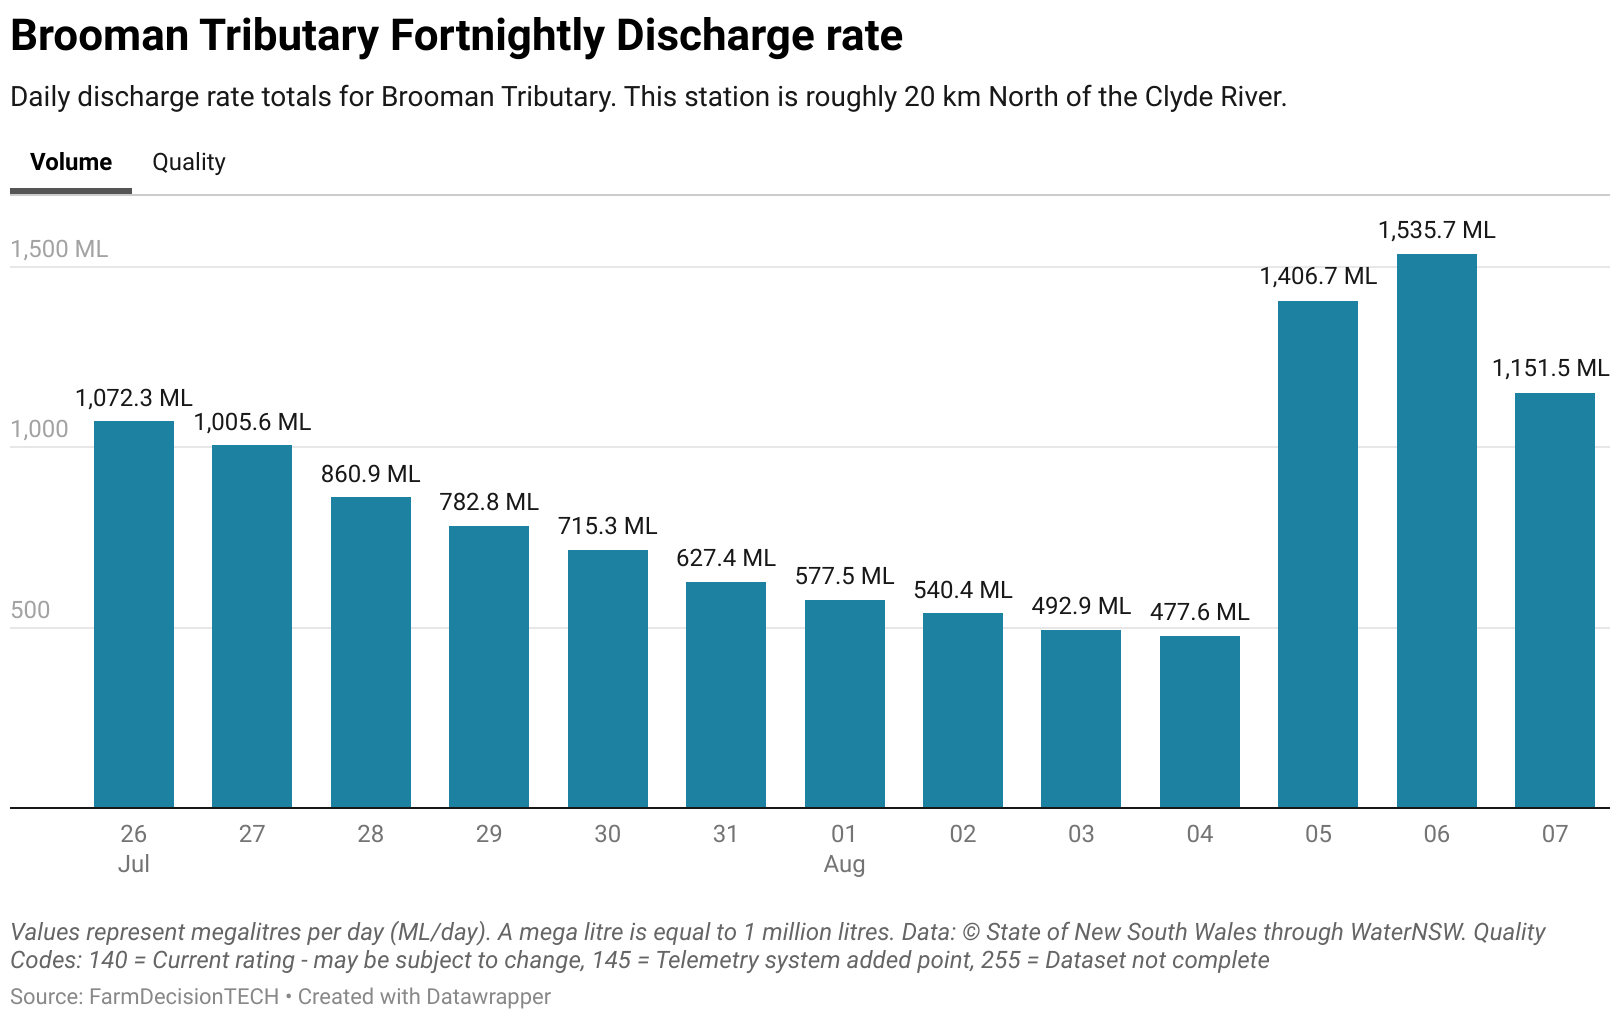 Brooman Tributary Fortnightly Discharge rate
Daily discharge rate totals for Brooman Tributary. This station is roughly 20 km North of the Clyde River.
Volume Quality
1,500 ML
1,000
500
1,072.3 ML
1,005.6 ML
860.9 ML
782.8 ML
715.3 ML
627.4 ML
577.5 ML
540.4 ML
492.9 ML
477.6 ML
1,406.7 ML
1,535.7 ML
1,151.5 ML
26 27 28 29 30 31 01 02 03 04 05 06 07
Jul Aug
Values represent megalitres per day (ML/day). A mega litre is equal to 1 million litres. Data: © State of New South Wales through WaterNSW. Quality
Codes: 140 = Current rating - may be subject to change, 145 = Telemetry system added point, 255 = Dataset not complete
Source: FarmDecisionTECH • Created with Datawrapper